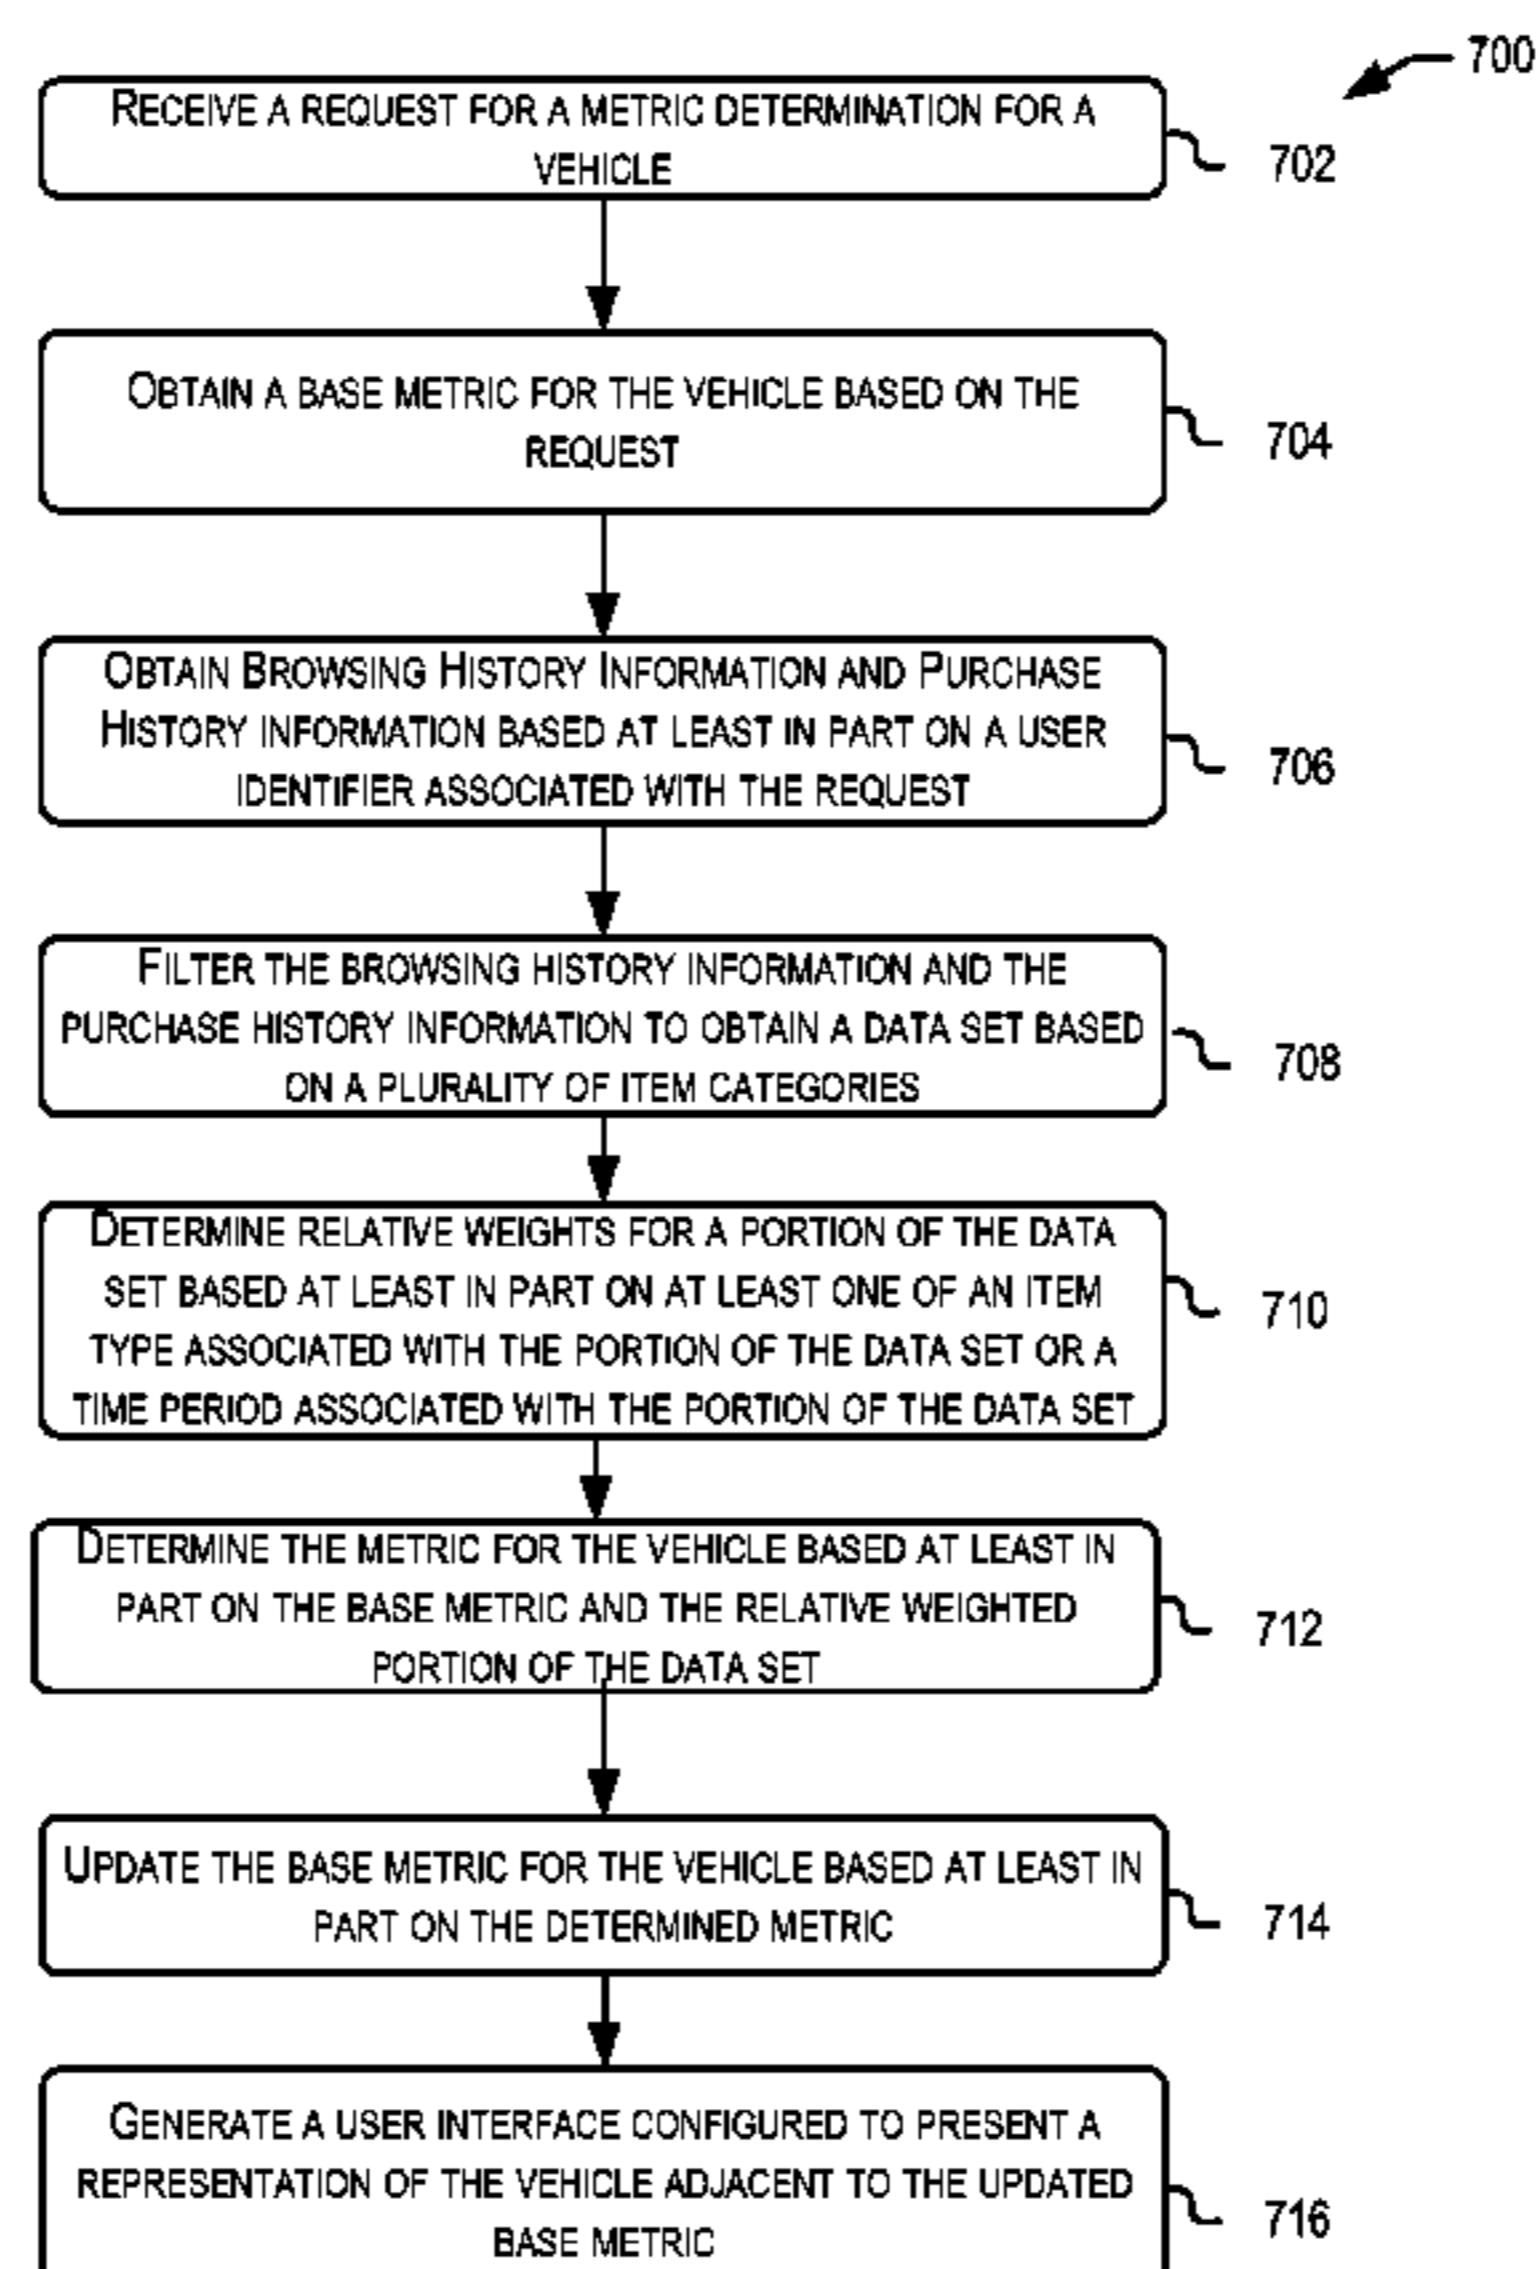 700
RECEIVE A REQUEST FOR A METRIC DETERMINATION FOR A
VEHICLE
702
OBTAIN A BASE METRIC FOR THE VEHICLE BASED ON THE
REQUEST
704
OBTAIN BROWSING HISTORY INFORMATION AND PURCHASE
HISTORY INFORMATION BASED AT LEAST IN PART ON A USER
IDENTIFIER ASSOCIATED WITH THE REQUEST
706
FILTER THE BROWSING HISTORY INFORMATION AND THE
PURCHASE HISTORY INFORMATION TO OBTAIN A DATA SET BASED
ON A PLURALITY OF ITEM CATEGORIES
708
DETERMINE RELATIVE WEIGHTS FOR A PORTION OF THE DATA
SET BASED AT LEAST IN PART ON AT LEAST ONE OF AN ITEM
TYPE ASSOCIATED WITH THE PORTION OF THE DATA SET OR A
TIME PERIOD ASSOCIATED WITH THE PORTION OF THE DATA SET
710
DETERMINE THE METRIC FOR THE VEHICLE BASED AT LEAST IN
PART ON THE BASE METRIC AND THE RELATIVE WEIGHTED
PORTION OF THE DATA SET
712
UPDATE THE BASE METRIC FOR THE VEHICLE BASED AT LEAST IN
PART ON THE DETERMINED METRIC
714
GENERATE A USER INTERFACE CONFIGURED TO PRESENT A
REPRESENTATION OF THE VEHICLE ADJACENT TO THE UPDATED
BASE METRIC
716